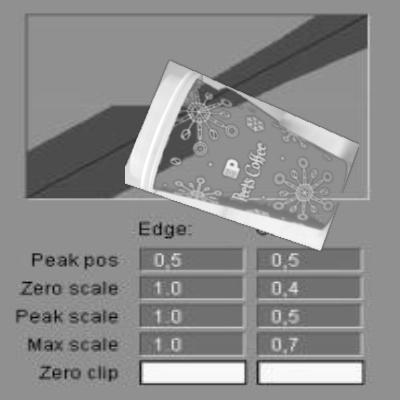 Peets Coffee
Edge:
Peak pos 0,5 0,5
Zero scale 1.0 0,4
Peak scale 1.0 0,5
Max scale 1.0 0,7
Zero clip